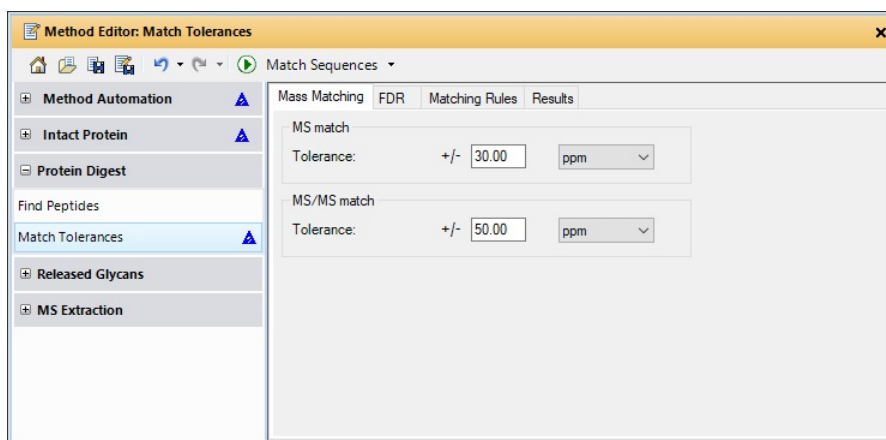 Method Editor: Match Tolerances
Match Sequences
Method Automation
Intact Protein
Protein Digest
Find Peptides
Match Tolerances
Released Glycans
MS Extraction
Mass Matching FDR Matching Rules Results
MS match
Tolerance: +/- 30.00 ppm
MS/MS match
Tolerance: +/- 50.00 ppm